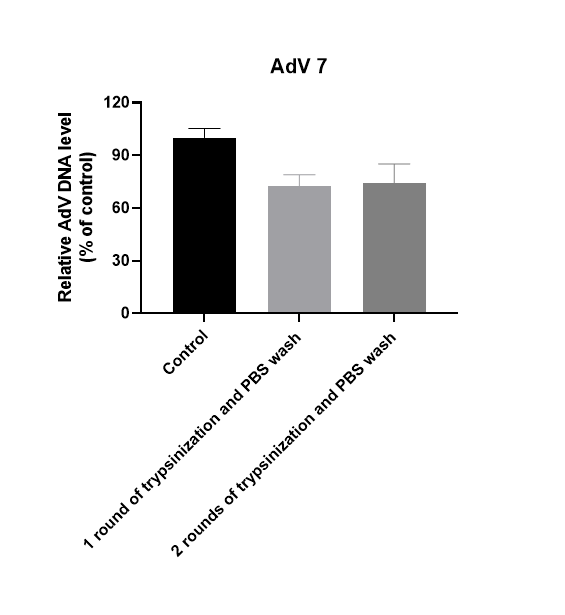 AdV 7
Relative AdV DNA level
(% of control)
120
90
60
30
0
Control
1 round of trypsinization and PBS wash
2 rounds of trypsinization and PBS wash